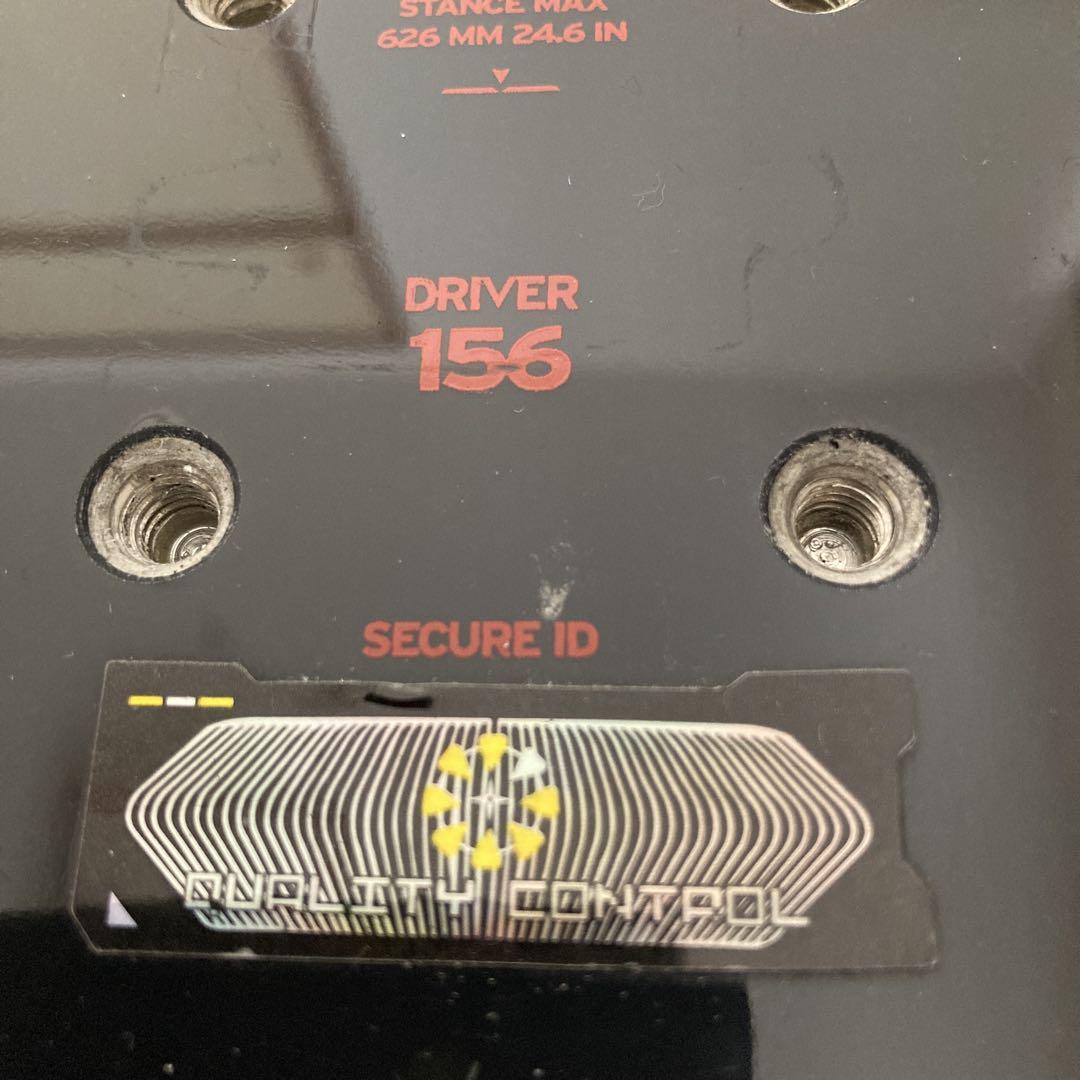 STANCE MAX
626 MM 24.6 IN
DRIVER
156
SECURE ID
QUALITY CONTROL